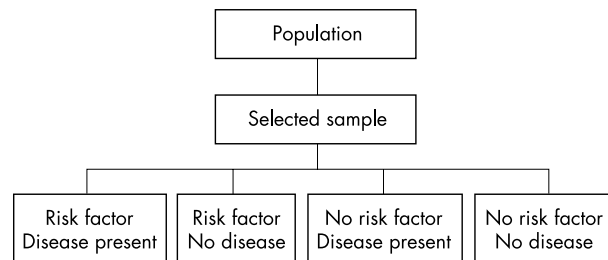 Population
Selected sample
Risk factor
Disease present
Risk factor
No disease
No risk factor
Disease present
No risk factor
No disease